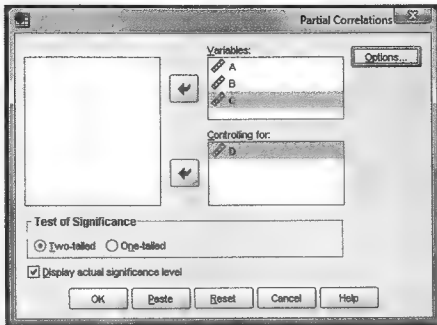 Partial Correlations
Variables:
Options...
A
B
C
Controlling for:
D
Test of Significance
Two-tailed One-tailed
Display actual significance level
OK Paste Reset Cancel Help